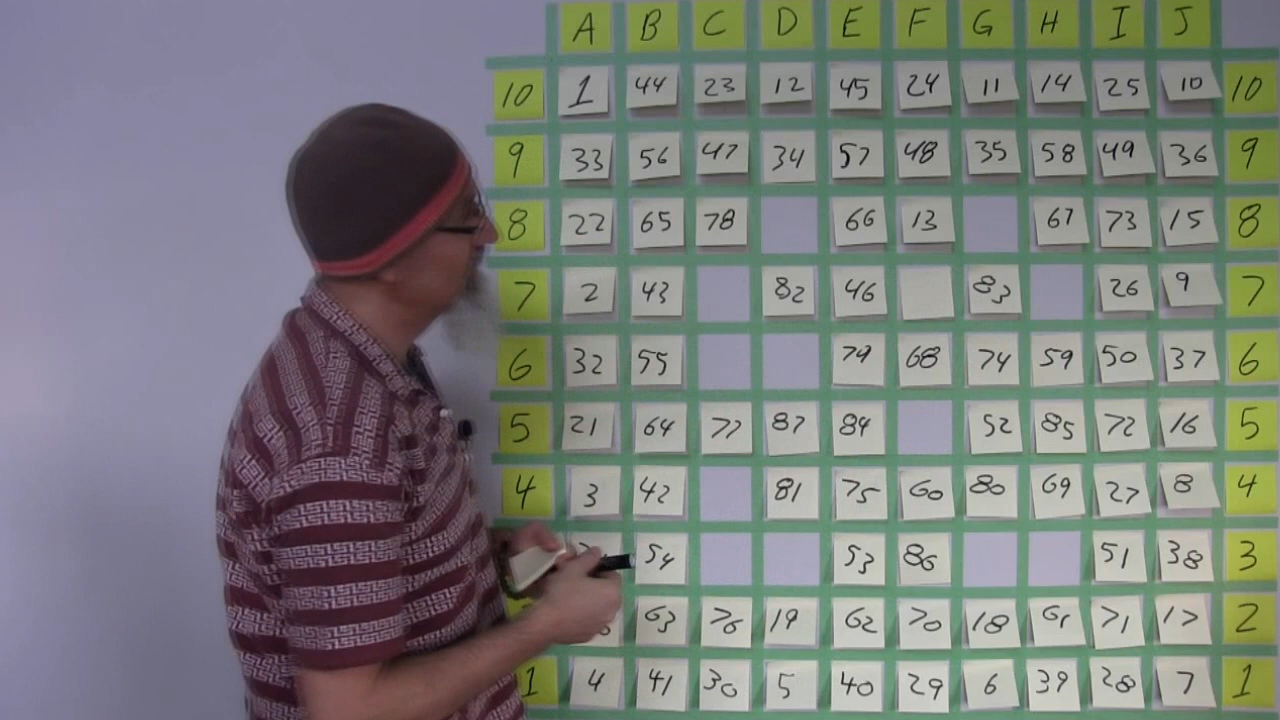 A B C D E F G H I J
10 1 44 23 12 45 24 11 14 25 10 10
9 33 56 47 34 57 48 35 58 49 36 9
8 22 65 78 66 13 67 73 15 8
7 2 43 82 46 83 26 9 7
6 32 55 79 68 74 59 50 37 6
5 21 64 77 87 84 52 85 72 16 5
4 3 42 81 75 60 80 69 27 8 4
54 53 86 51 38 3
63 76 19 62 70 18 61 71 17 2
1 4 41 30 5 40 29 6 39 28 7 1